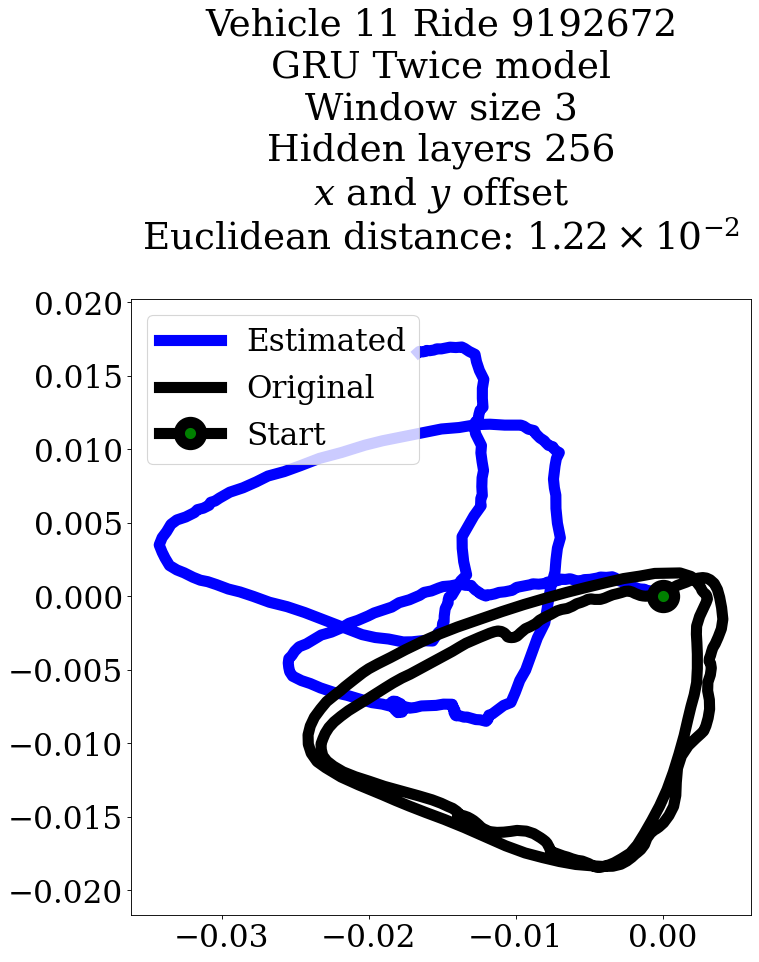 Vehicle 11 Ride 9192672
GRU Twice model
Window size 3
Hidden layers 256
x and y offset
Euclidean distance: 1.22 × 10⁻²
0.020
0.015
0.010
0.005
0.000
−0.005
−0.010
−0.015
−0.020
Estimated
Original
Start
−0.03
−0.02
−0.01
0.00